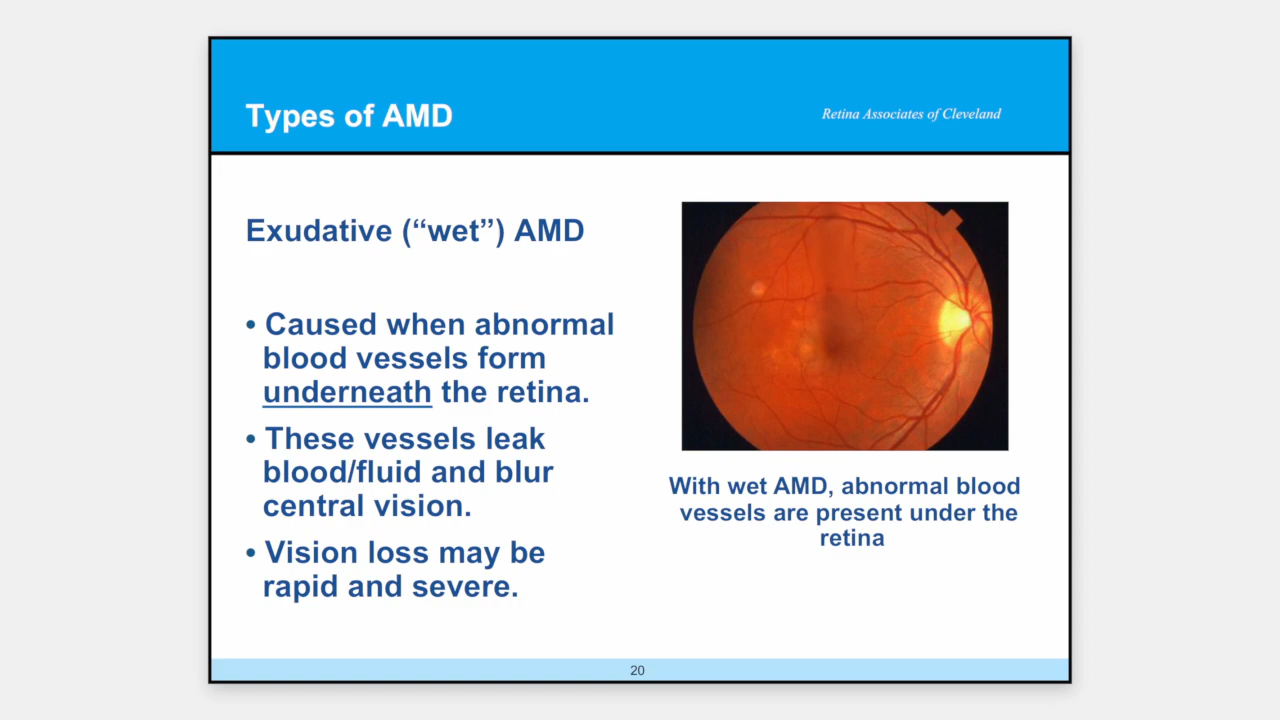 Types of AMD
Retina Associates of Cleveland
Exudative (“wet”) AMD
• Caused when abnormal
blood vessels form
underneath the retina.
• These vessels leak
blood/fluid and blur
central vision.
• Vision loss may be
rapid and severe.
With wet AMD, abnormal blood
vessels are present under the
retina
20